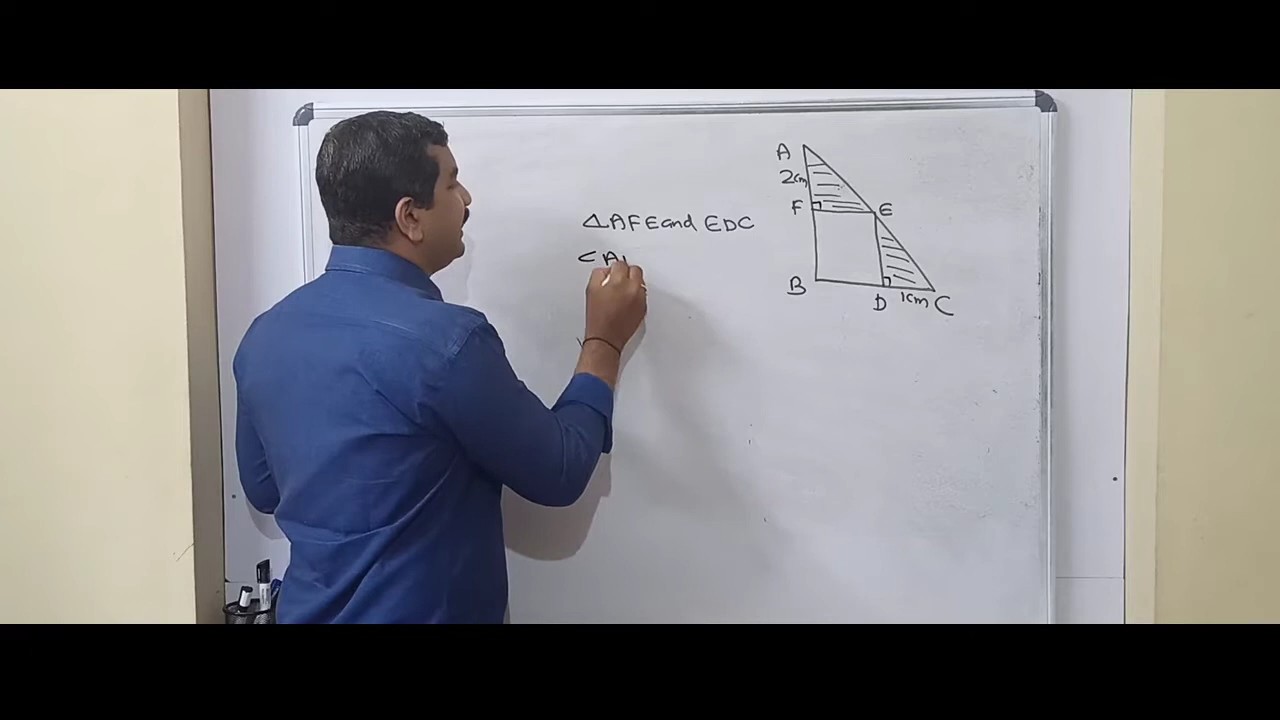 A
2cm
F E
△AFE and EDC
<A
B
D 1cm C